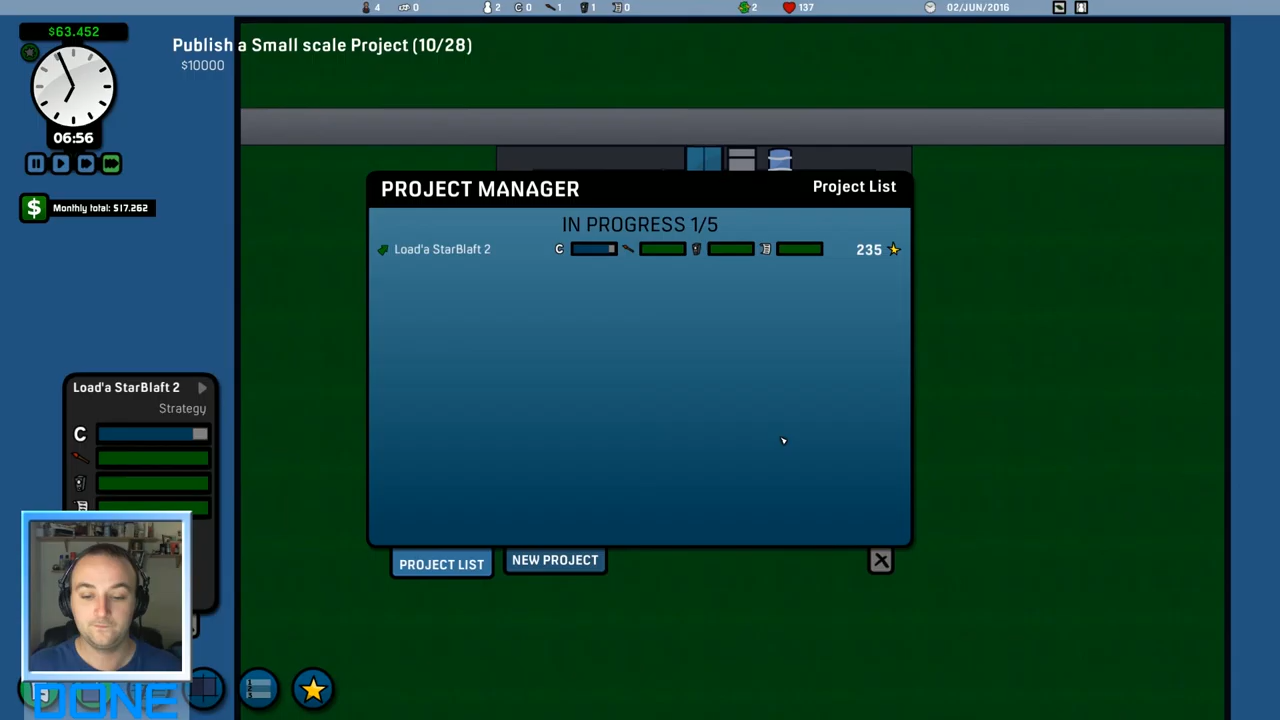 4 0 2 C 0 1 1 0 2 137 02/JUN/2016
$63.452
Publish a Small scale Project (10/28)
$10000
06:56
$ Monthly total: $17.262
PROJECT MANAGER
Project List
IN PROGRESS 1/5
Load'a StarBlaft 2 C 235
Load'a StarBlaft 2
Strategy
C
PROJECT LIST
NEW PROJECT
X
DONE